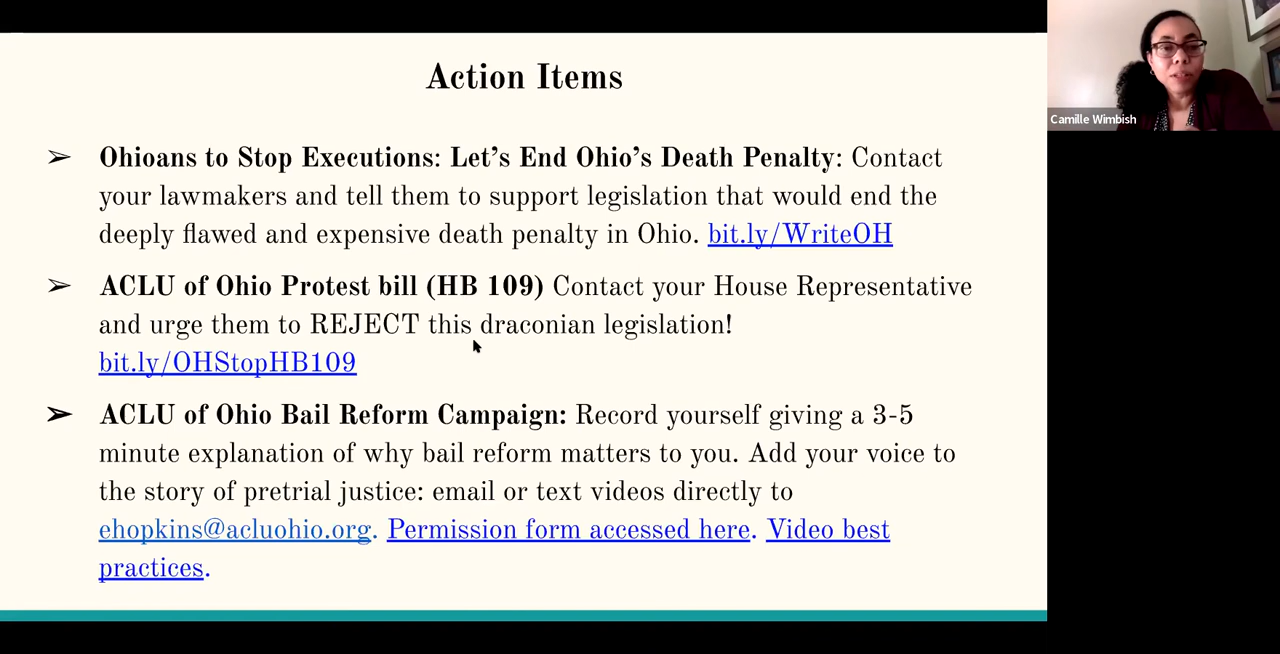 Action Items
➢ Ohioans to Stop Executions: Let’s End Ohio’s Death Penalty: Contact
your lawmakers and tell them to support legislation that would end the
deeply flawed and expensive death penalty in Ohio. bit.ly/WriteOH
➢ ACLU of Ohio Protest bill (HB 109) Contact your House Representative
and urge them to REJECT this draconian legislation!
bit.ly/OHStopHB109
➢ ACLU of Ohio Bail Reform Campaign: Record yourself giving a 3-5
minute explanation of why bail reform matters to you. Add your voice to
the story of pretrial justice: email or text videos directly to
ehopkins@acluohio.org. Permission form accessed here. Video best
practices.
Camille Wimbish